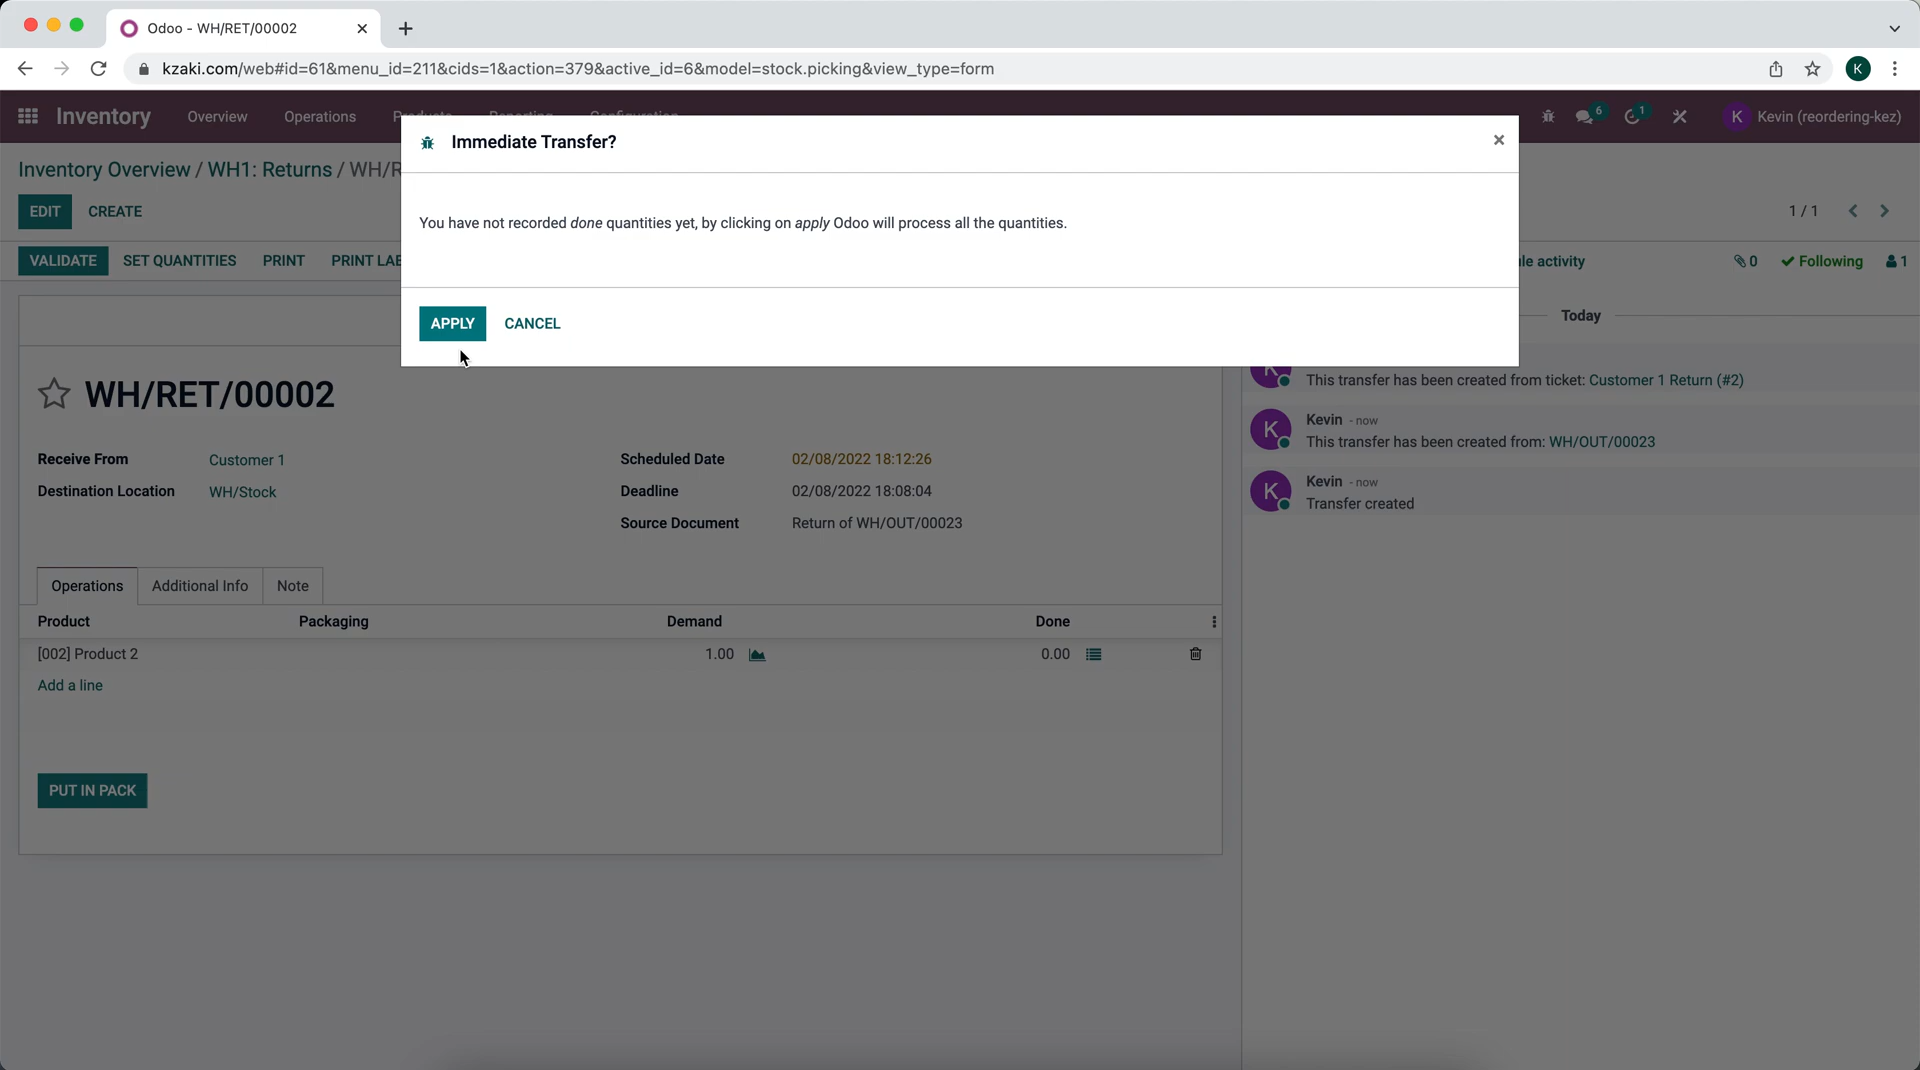 Odoo - WH/RET/00002
kzaki.com/web#id=61&menu_id=211&cids=1&action=379&active_id=6&model=stock.picking&view_type=form
K
Inventory Overview Operations Products Reporting Configuration 6 1 K Kevin (reordering-kez)
Immediate Transfer?
Inventory Overview / WH1: Returns / WH/R
EDIT CREATE 1 / 1
You have not recorded done quantities yet, by clicking on apply Odoo will process all the quantities.
VALIDATE SET QUANTITIES PRINT PRINT LAB
le activity 0 Following 1
APPLY CANCEL
Today
WH/RET/00002
Receive From Customer 1
Destination Location WH/Stock
Scheduled Date 02/08/2022 18:12:26
Deadline 02/08/2022 18:08:04
Source Document Return of WH/OUT/00023
Operations Additional Info Note
Product Packaging Demand Done
[002] Product 2 1.00 0.00
Add a line
PUT IN PACK
K
This transfer has been created from ticket: Customer 1 Return (#2)
K
Kevin - now
This transfer has been created from: WH/OUT/00023
K
Kevin - now
Transfer created